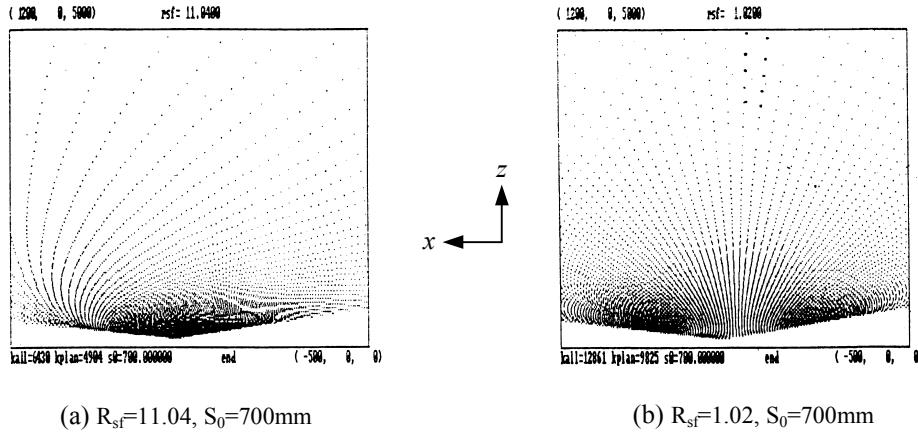 ( 1200, 0, 5000) rsf= 11.0400
( 1200, 0, 5000) rsf= 1.0200
z
x
kail=6430 kplan=4904 s0=700.000000 end ( -500, 0, 0)
kail=12861 kplan=9825 s0=700.000000 end ( -500, 0, 0
(a) Rsf=11.04, S0=700mm
(b) Rsf=1.02, S0=700mm